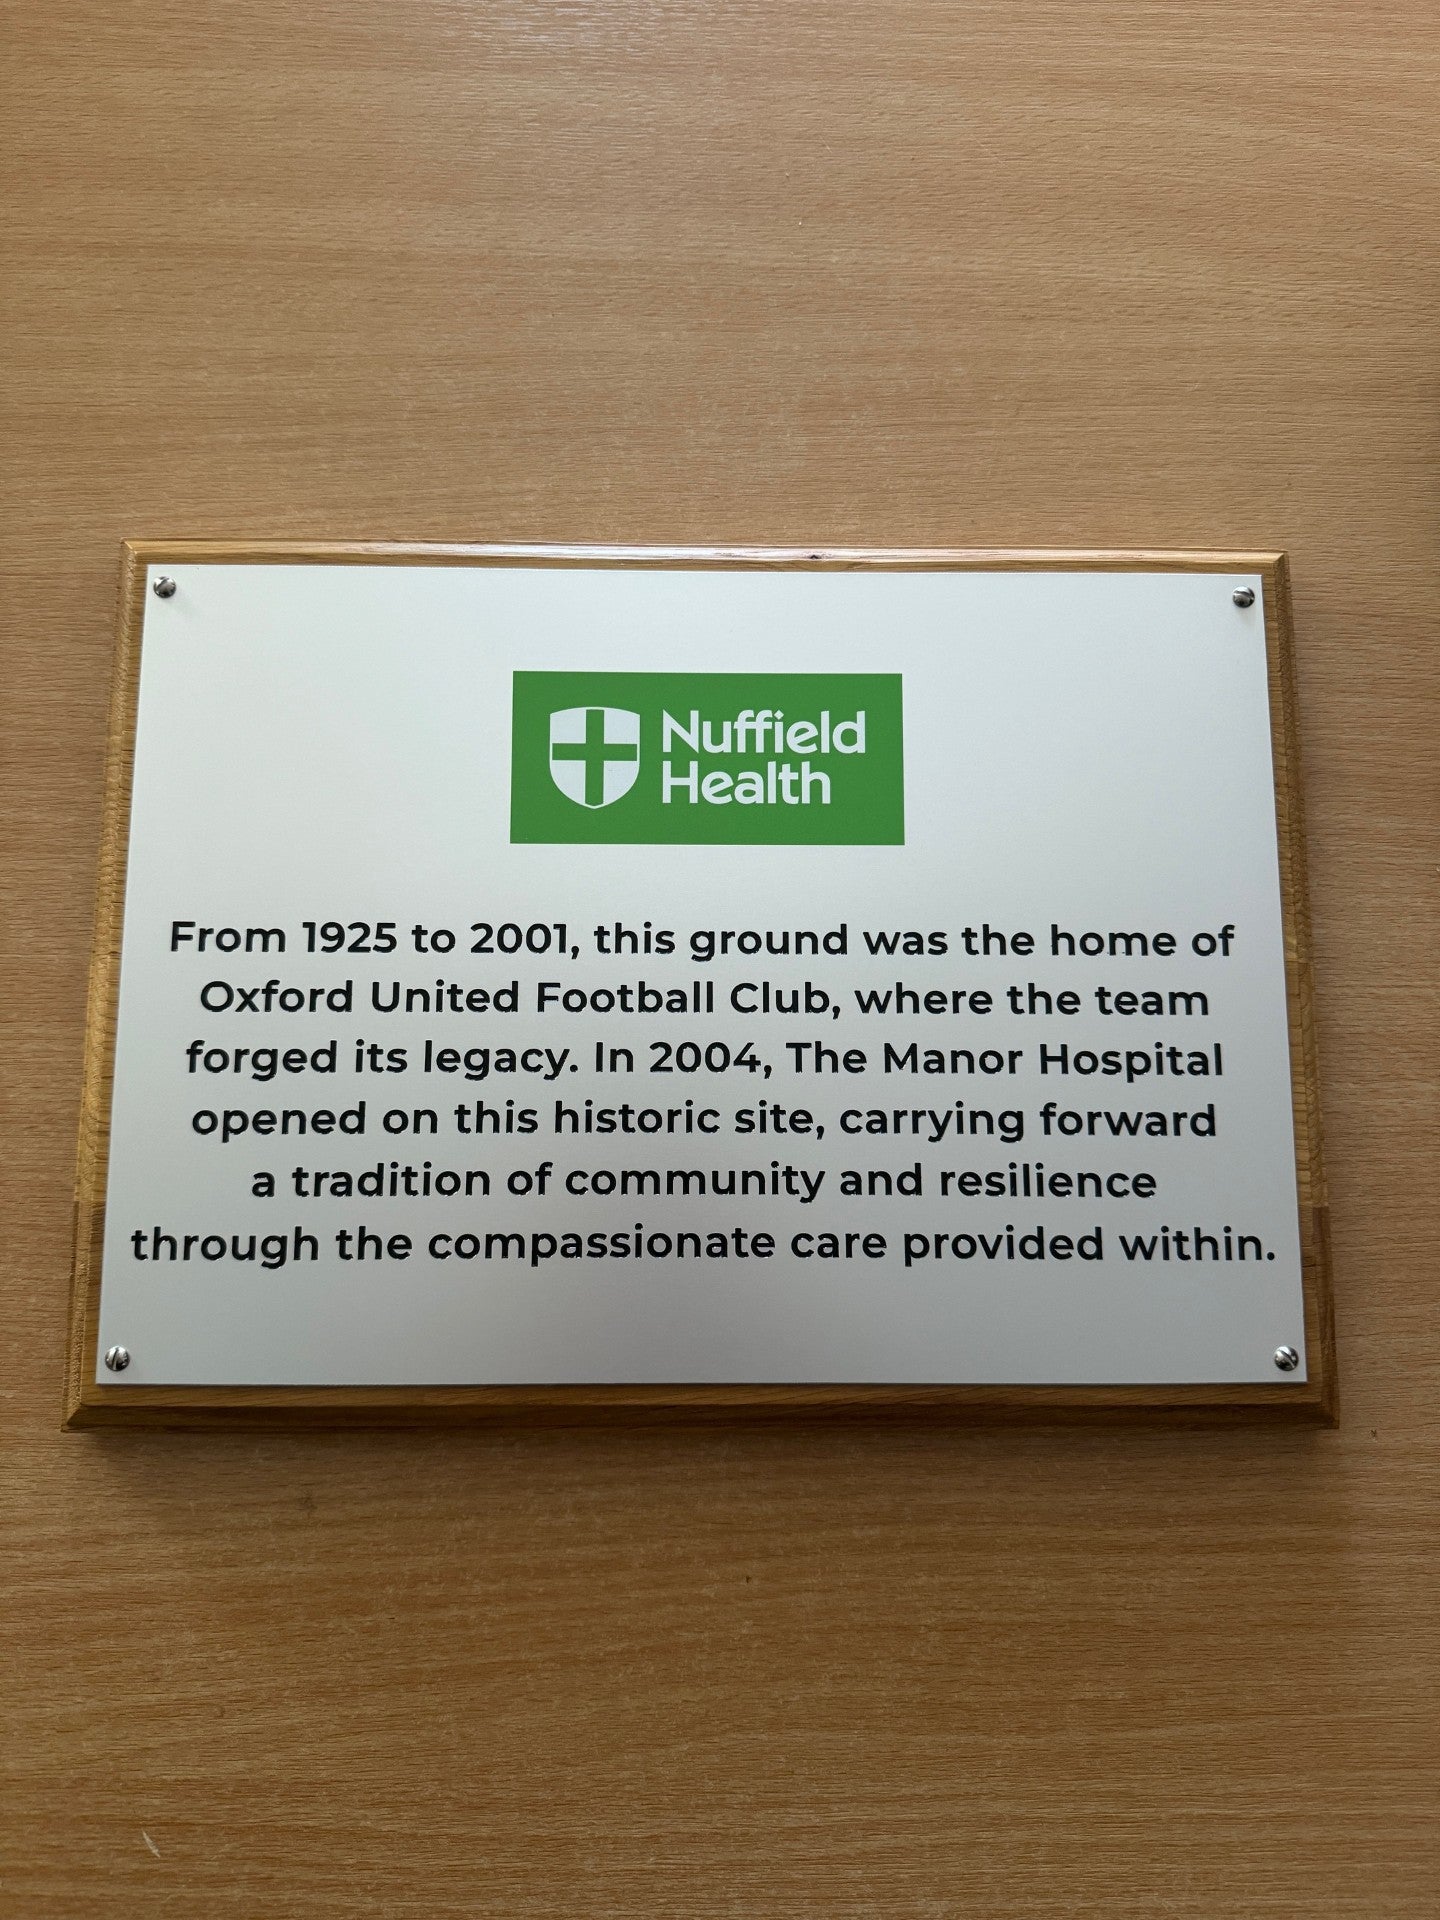 Nuffield
Health
From 1925 to 2001, this ground was the home of
Oxford United Football Club, where the team
forged its legacy. In 2004, The Manor Hospital
opened on this historic site, carrying forward
a tradition of community and resilience
through the compassionate care provided within.